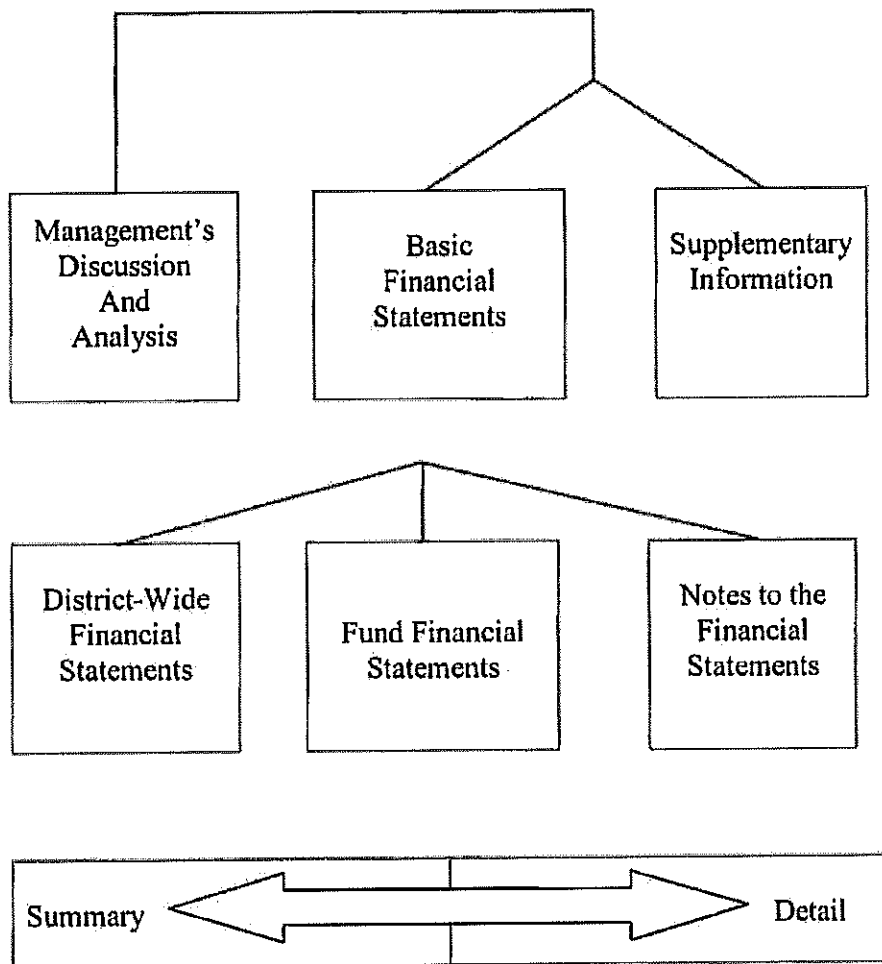 Management's
Discussion
And
Analysis
Basic
Financial
Statements
Supplementary
Information
District-Wide
Financial
Statements
Fund Financial
Statements
Notes to the
Financial
Statements
Summary
Detail